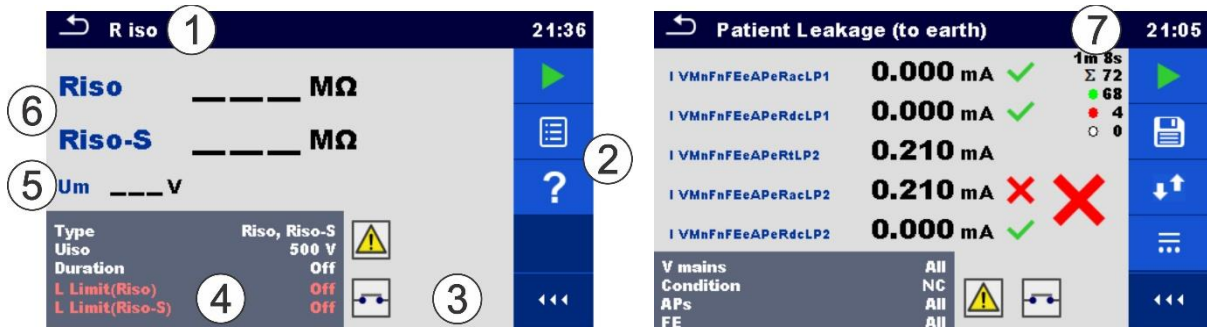 R iso 1 21:36
Riso ___ MΩ
6
Riso-S ___ MΩ
2
?
5 Um ___ V
Type Riso, Riso-S
Uiso 500 V
Duration Off
L Limit(Riso) Off
L Limit(Riso-S) Off
4
3
Patient Leakage (to earth) 7 21:05
1m 8s
I VMnFnFEeAPeRacLP1 0.000 mA
Σ 72
68
I VMnFnFEeAPeRdcLP1 0.000 mA
4
0
I VMnFnFEeAPeRtLP2 0.210 mA
I VMnFnFEeAPeRacLP2 0.210 mA
I VMnFnFEeAPeRdcLP2 0.000 mA
V mains All
Condition NC
APs All
FE All